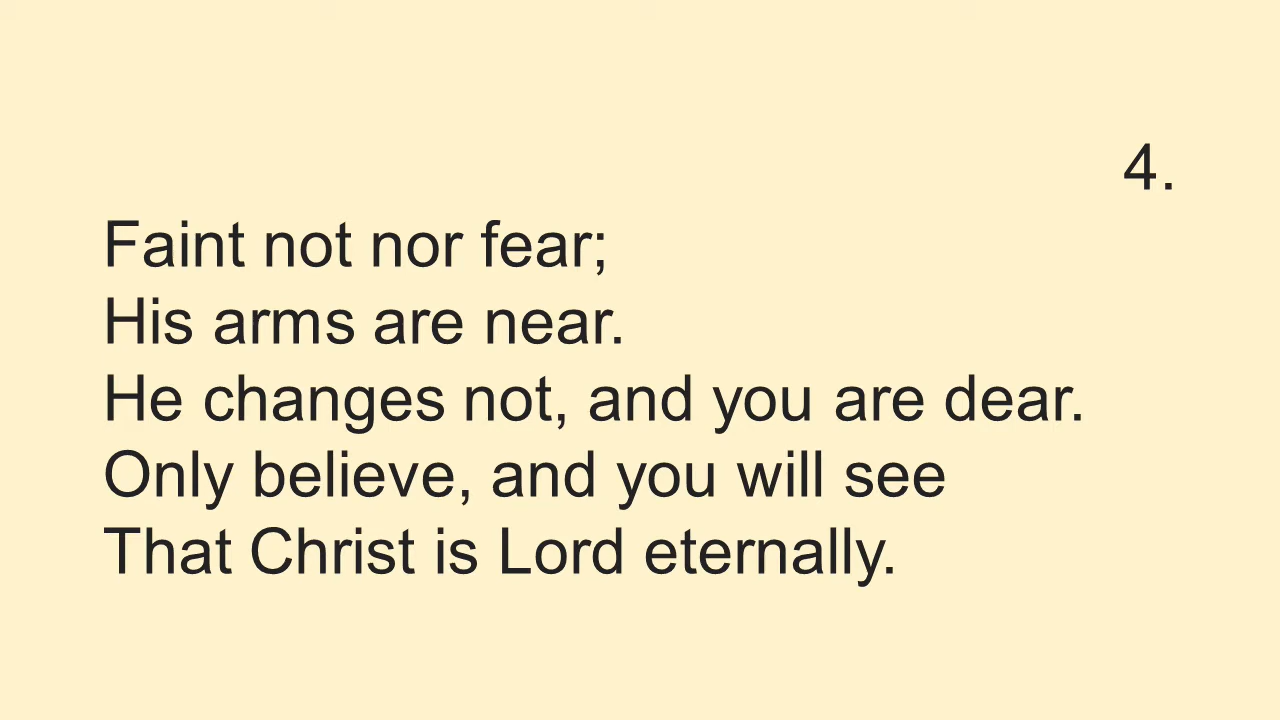 4.
Faint not nor fear;
His arms are near.
He changes not, and you are dear.
Only believe, and you will see
That Christ is Lord eternally.